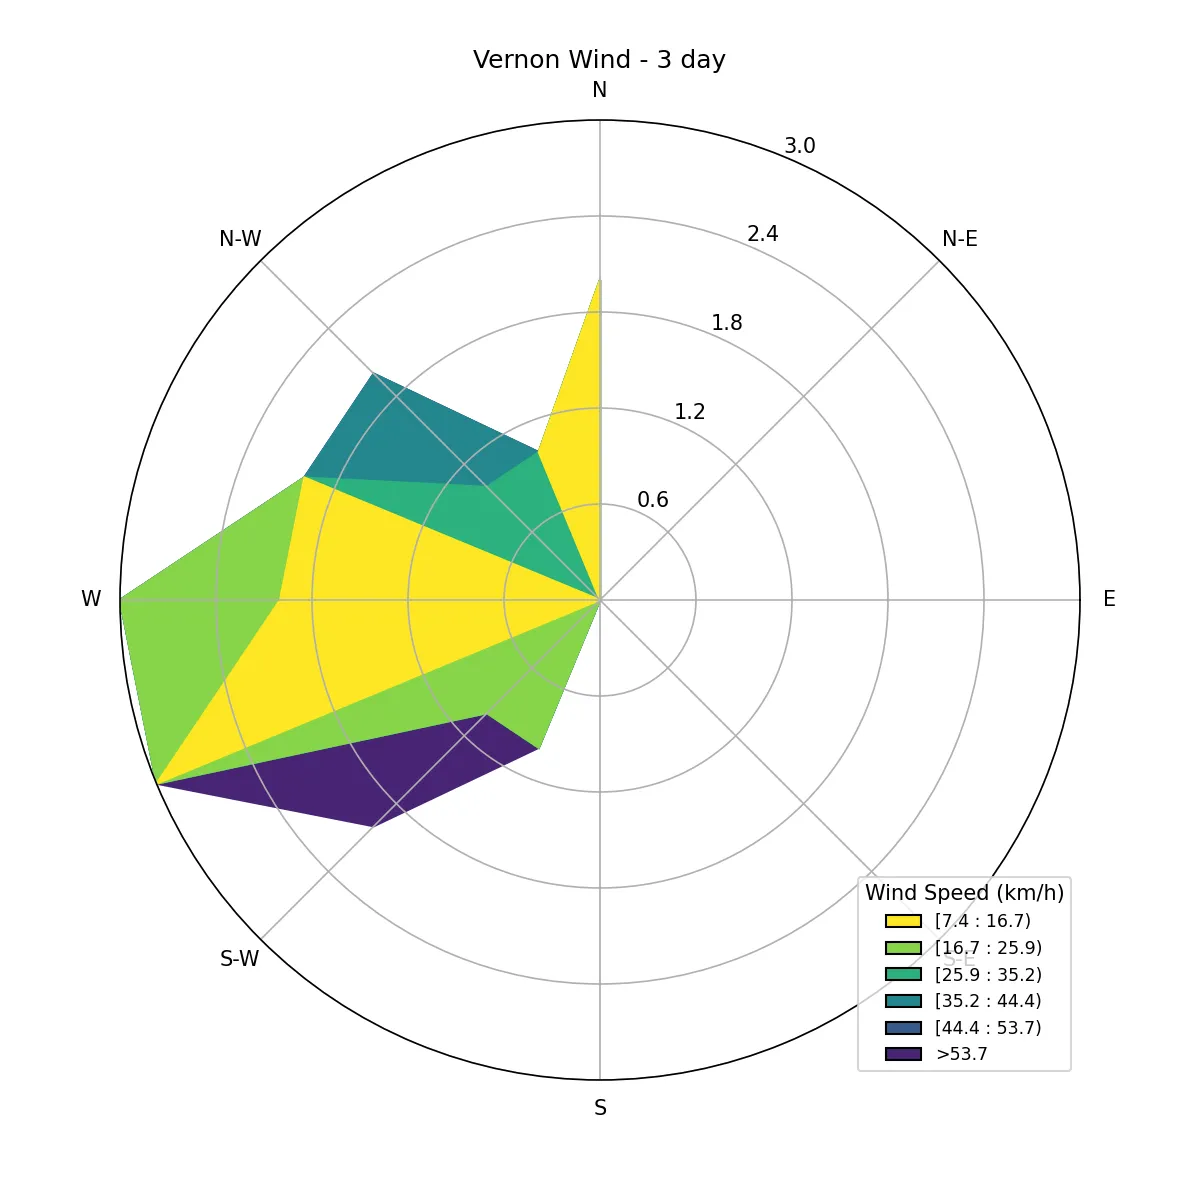 Vernon Wind - 3 day
N
3.0
2.4
N-W
N-E
1.8
1.2
0.6
W
E
S-W
S-E
Wind Speed (km/h)
[7.4 : 16.7)
[16.7 : 25.9)
[25.9 : 35.2)
[35.2 : 44.4)
[44.4 : 53.7)
>53.7
S